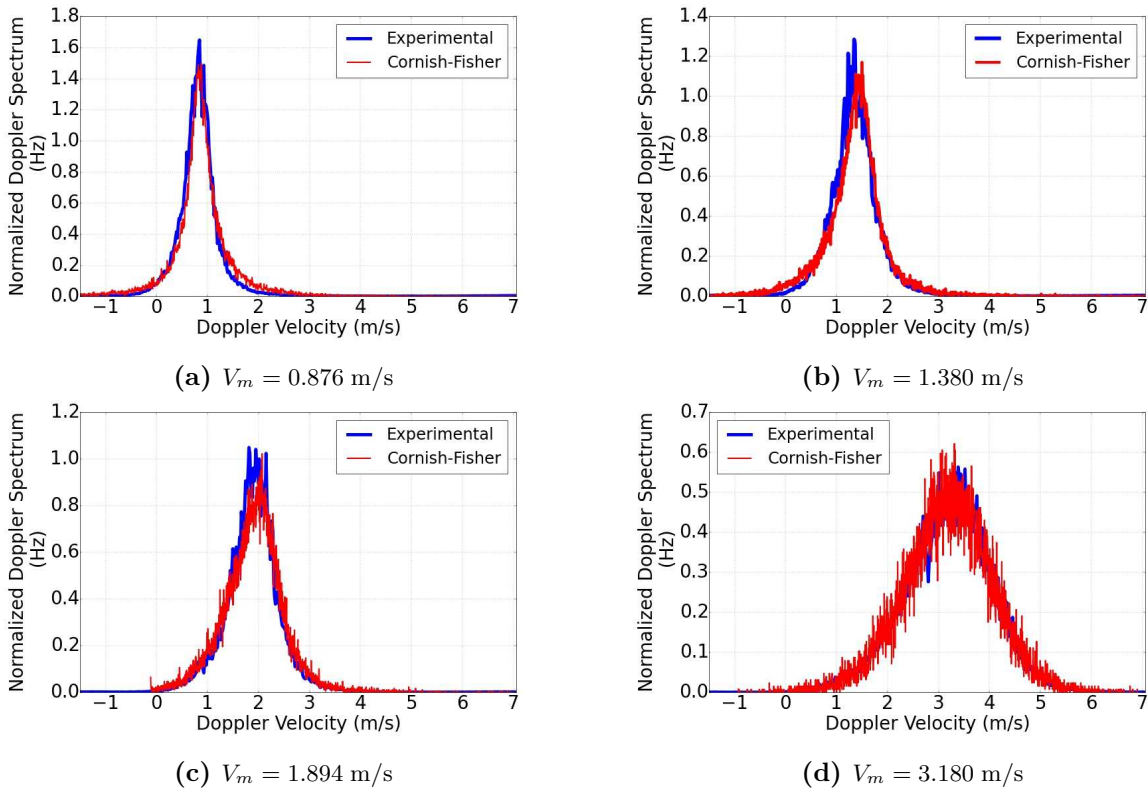 1.8
1.6
1.4
1.2
1.0
0.8
0.6
0.4
0.2
0.0
Normalized Doppler Spectrum
(Hz)
Experimental
Cornish-Fisher
−1 0 1 2 3 4 5 6 7
Doppler Velocity (m/s)
(a) Vm = 0.876 m/s
1.4
1.2
1.0
0.8
0.6
0.4
0.2
0.0
Normalized Doppler Spectrum
(Hz)
Experimental
Cornish-Fisher
−1 0 1 2 3 4 5 6 7
Doppler Velocity (m/s)
(b) Vm = 1.380 m/s
1.2
1.0
0.8
0.6
0.4
0.2
0.0
Normalized Doppler Spectrum
(Hz)
Experimental
Cornish-Fisher
−1 0 1 2 3 4 5 6 7
Doppler Velocity (m/s)
(c) Vm = 1.894 m/s
0.7
0.6
0.5
0.4
0.3
0.2
0.1
0.0
Normalized Doppler Spectrum
(Hz)
Experimental
Cornish-Fisher
−1 0 1 2 3 4 5 6 7
Doppler Velocity (m/s)
(d) Vm = 3.180 m/s